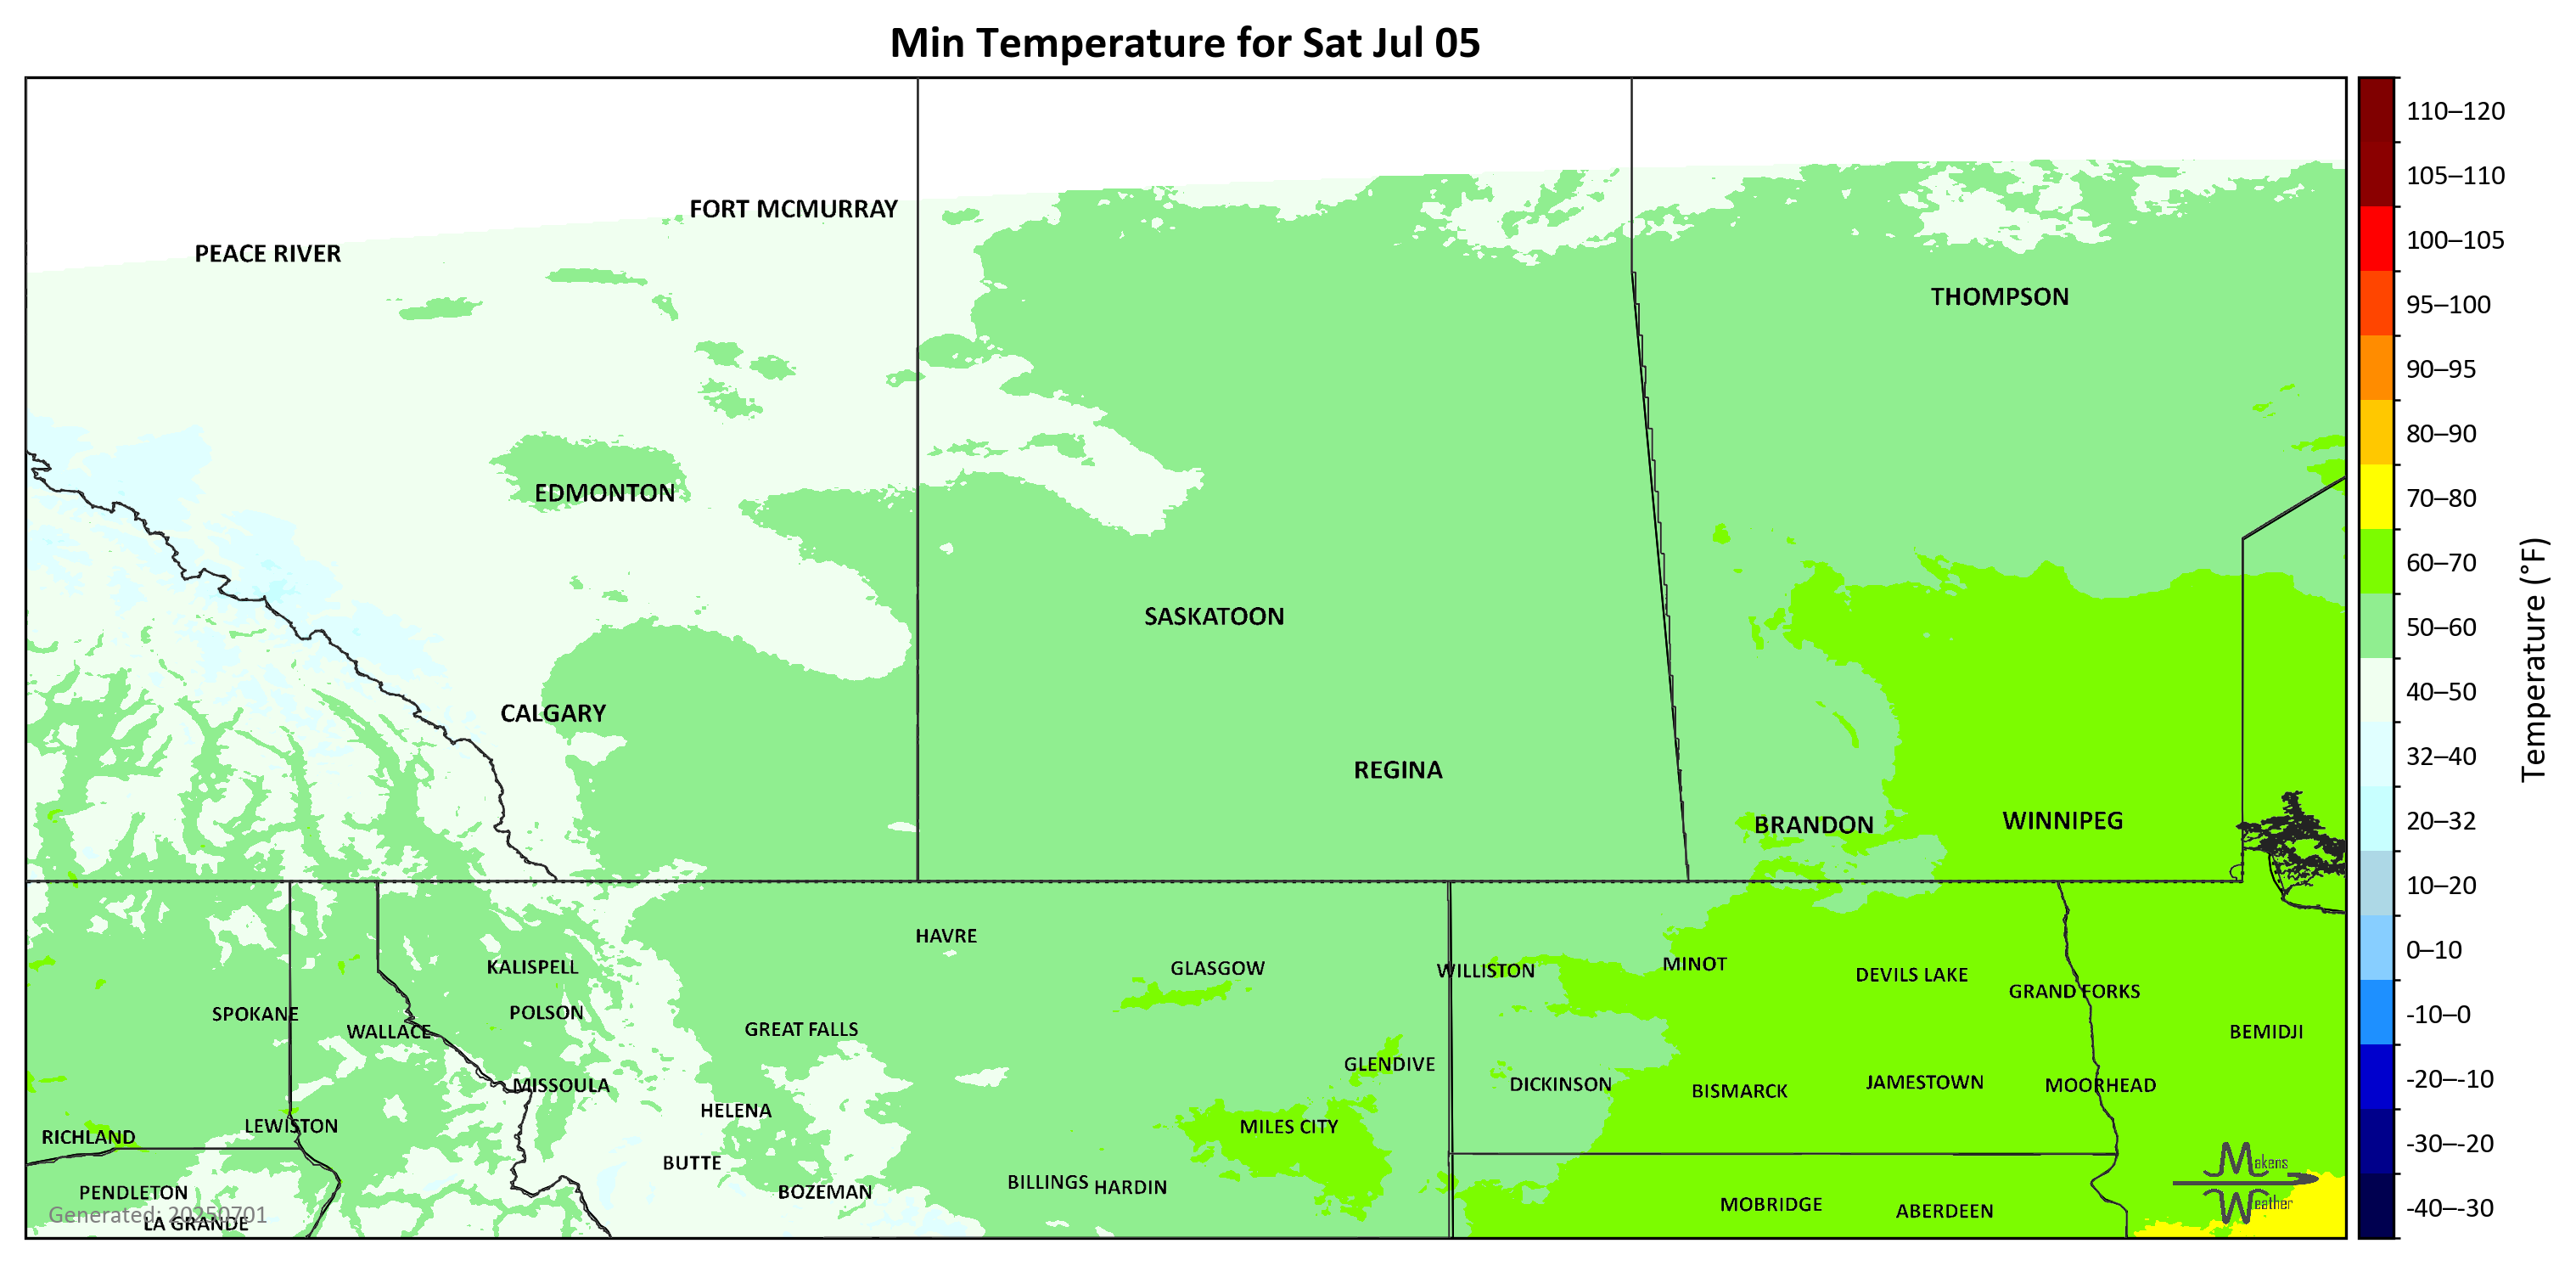 Min Temperature for Sat Jul 05
110–120
105–110
100–105
95–100
90–95
80–90
70–80
60–70
50–60
40–50
32–40
20–32
10–20
0–10
-10–0
-20–-10
-30–-20
-40–-30
Temperature (°F)
FORT MCMURRAY
PEACE RIVER
THOMPSON
EDMONTON
SASKATOON
CALGARY
REGINA
BRANDON
WINNIPEG
HAVRE
KALISPELL
GLASGOW
WILLISTON
MINOT
DEVILS LAKE
GRAND FORKS
SPOKANE
POLSON
WALLACE
GREAT FALLS
BEMIDJI
GLENDIVE
MISSOULA
DICKINSON
BISMARCK
JAMESTOWN
MOORHEAD
HELENA
LEWISTON
RICHLAND
MILES CITY
BUTTE
BOZEMAN
BILLINGS
HARDIN
PENDLETON
MOBRIDGE
ABERDEEN
LA GRANDE
Generated: 20250701
Makens
Weather